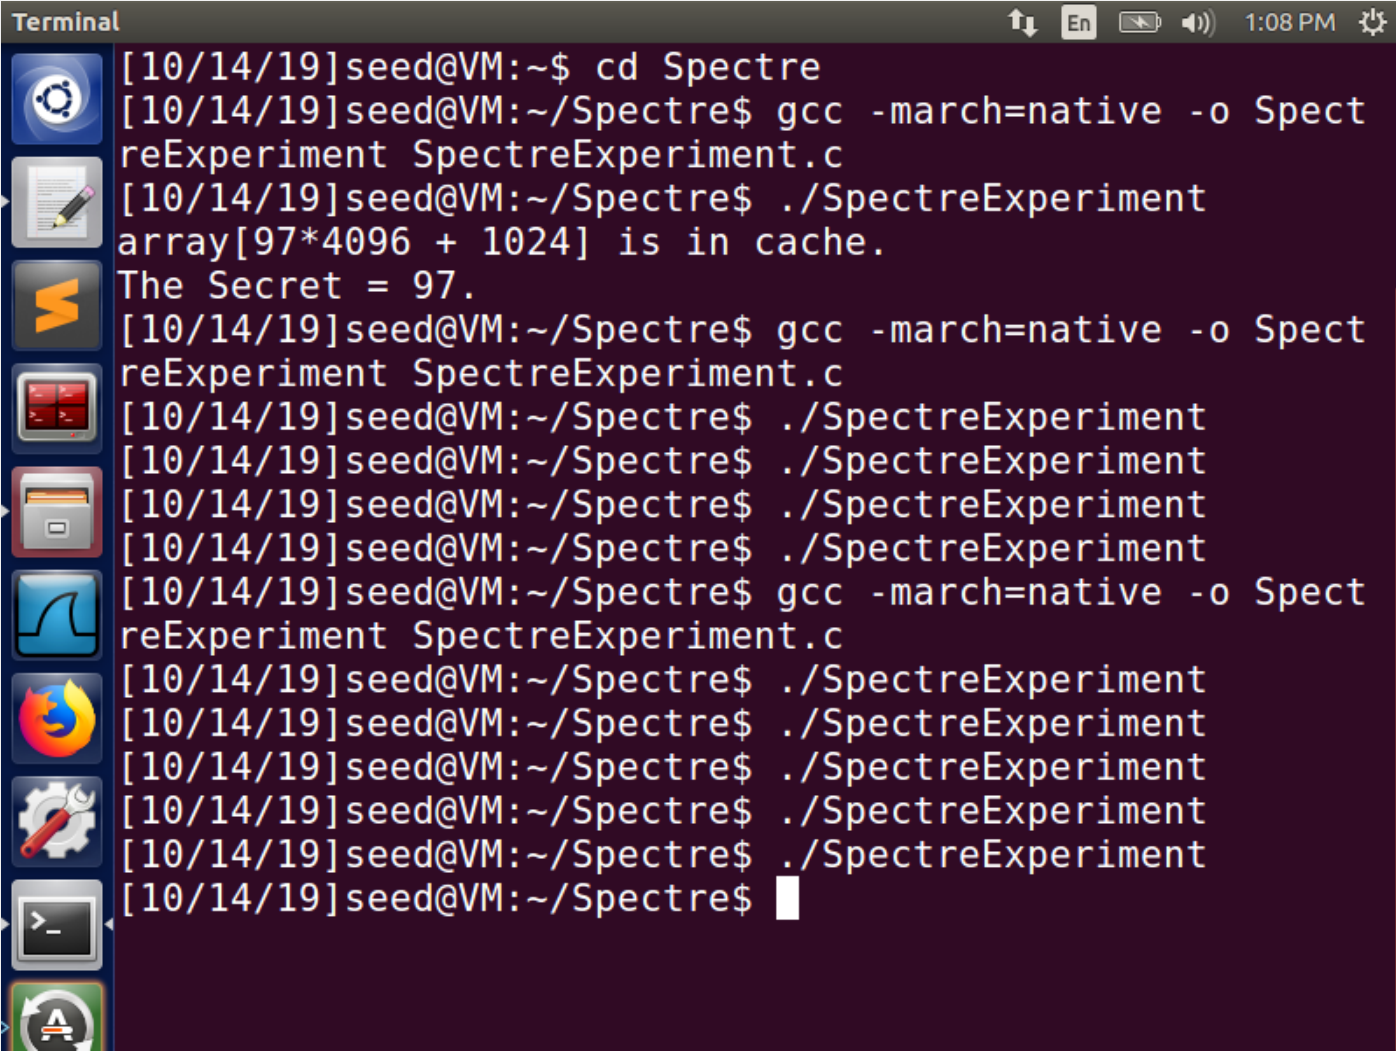 Terminal
En
1:08 PM
[10/14/19]seed@VM:~$ cd Spectre
[10/14/19]seed@VM:~/Spectre$ gcc -march=native -o Spect
reExperiment SpectreExperiment.c
[10/14/19]seed@VM:~/Spectre$ ./SpectreExperiment
array[97*4096 + 1024] is in cache.
The Secret = 97.
[10/14/19]seed@VM:~/Spectre$ gcc -march=native -o Spect
reExperiment SpectreExperiment.c
[10/14/19]seed@VM:~/Spectre$ ./SpectreExperiment
[10/14/19]seed@VM:~/Spectre$ ./SpectreExperiment
[10/14/19]seed@VM:~/Spectre$ ./SpectreExperiment
[10/14/19]seed@VM:~/Spectre$ ./SpectreExperiment
[10/14/19]seed@VM:~/Spectre$ gcc -march=native -o Spect
reExperiment SpectreExperiment.c
[10/14/19]seed@VM:~/Spectre$ ./SpectreExperiment
[10/14/19]seed@VM:~/Spectre$ ./SpectreExperiment
[10/14/19]seed@VM:~/Spectre$ ./SpectreExperiment
[10/14/19]seed@VM:~/Spectre$ ./SpectreExperiment
[10/14/19]seed@VM:~/Spectre$ ./SpectreExperiment
[10/14/19]seed@VM:~/Spectre$